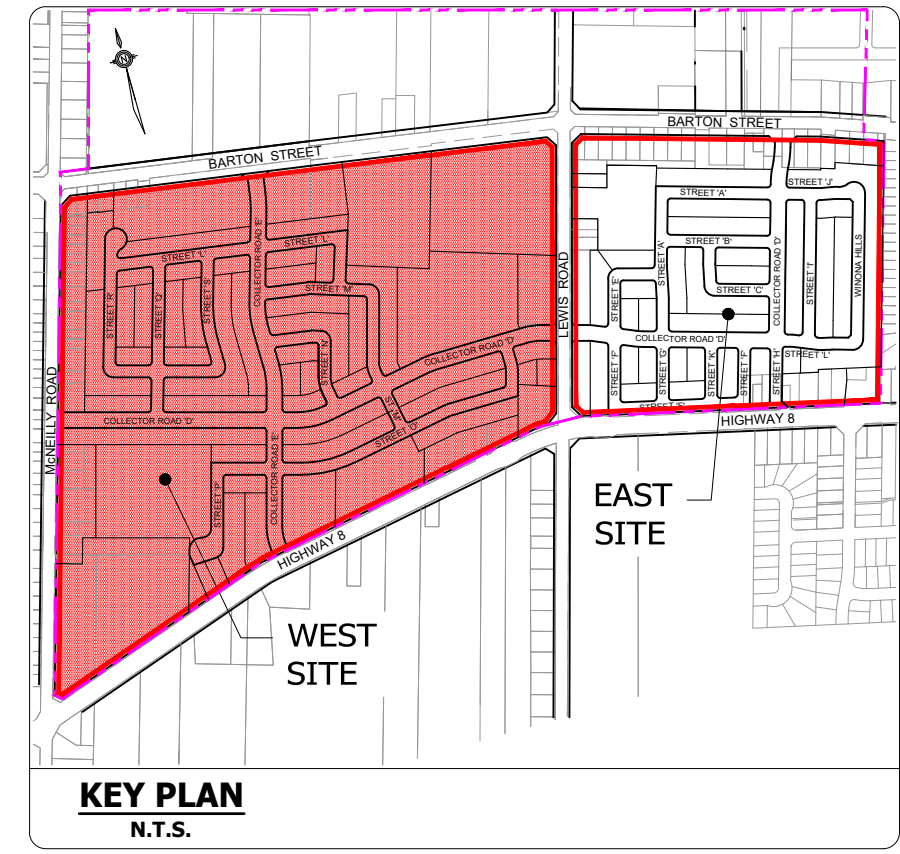 N
BARTON STREET
BARTON STREET
STREET 'J'
STREET 'A'
COLLECTOR ROAD 'E'
STREET 'L'
STREET 'L'
STREET 'B'
STREET 'A'
COLLECTOR ROAD 'D'
WINONA HILLS
STREET 'I'
STREET 'R'
STREET 'Q'
STREET 'S'
STREET 'M'
STREET 'E'
STREET 'C'
LEWIS ROAD
COLLECTOR ROAD 'D'
STREET 'N'
COLLECTOR ROAD 'D'
STREET 'L'
STREET 'F'
STREET 'G'
STREET 'K'
STREET 'F'
STREET 'H'
McNEILLY ROAD
COLLECTOR ROAD 'D'
HIGHWAY 8
STREET 'O'
COLLECTOR ROAD 'E'
STREET 'P'
EAST
SITE
HIGHWAY 8
WEST
SITE
KEY PLAN
N.T.S.